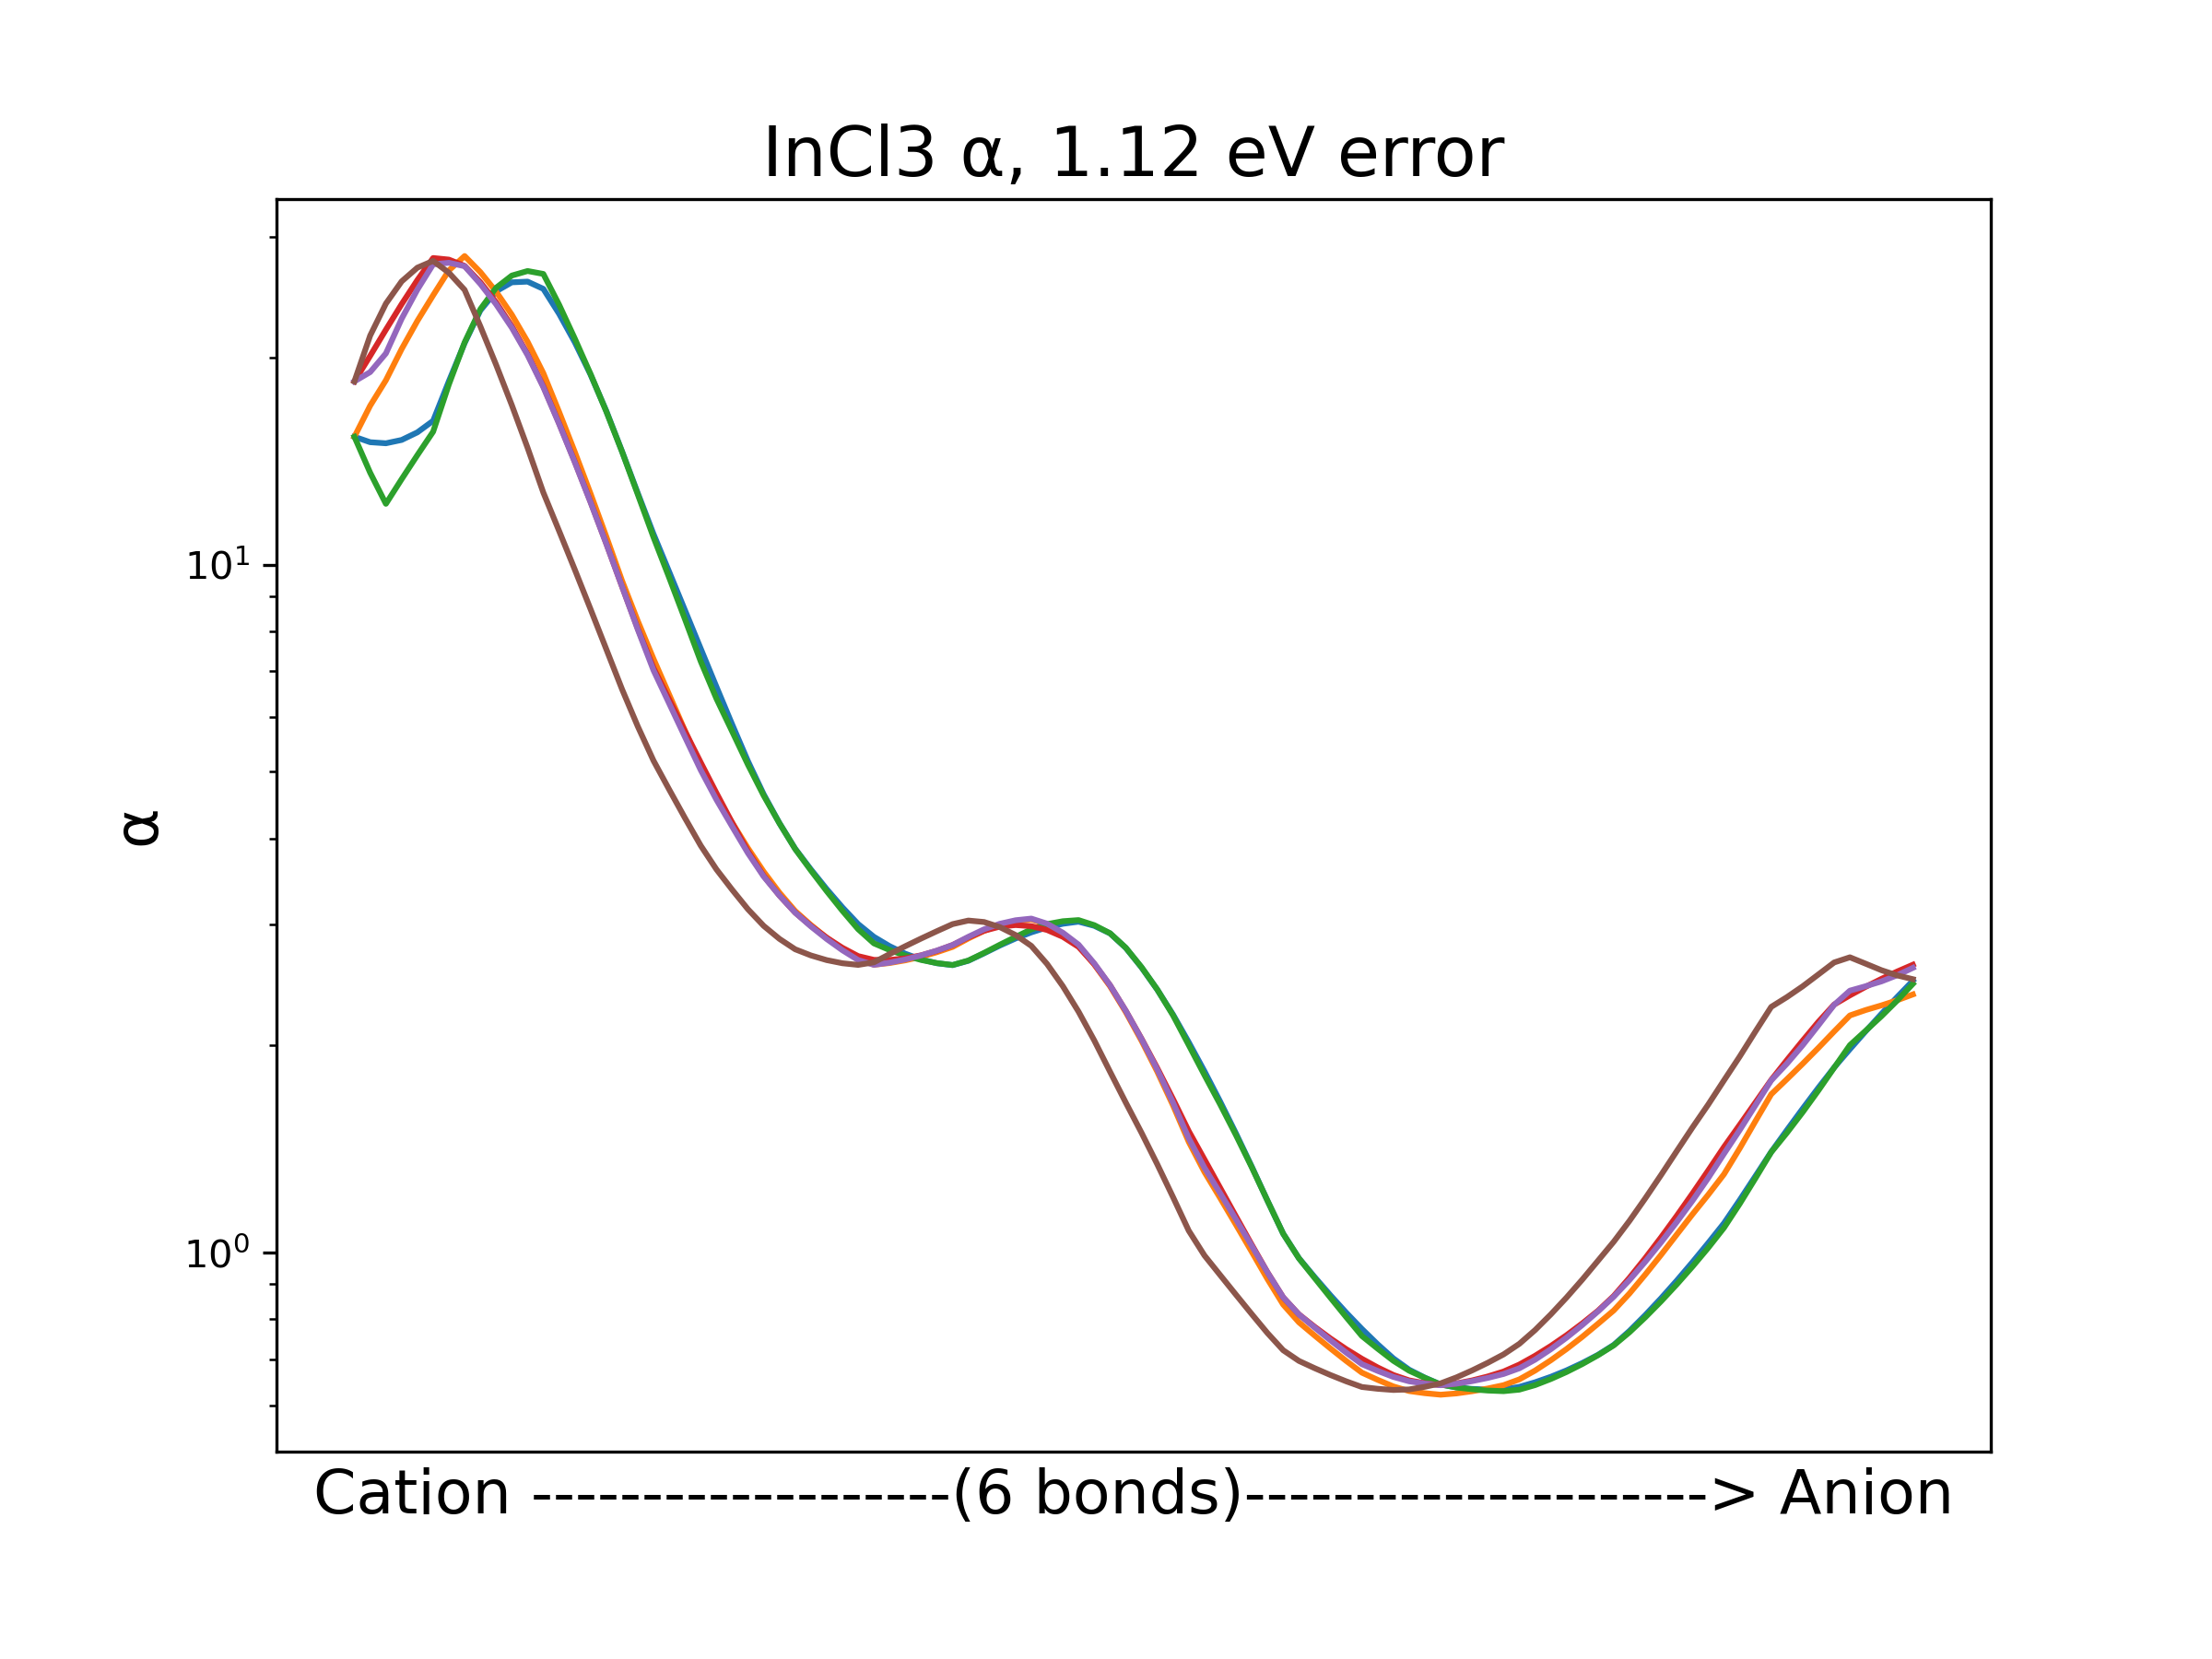 InCl3 α, 1.12 eV error
α
10¹
10⁰
Cation -------------------(6 bonds)---------------------> Anion